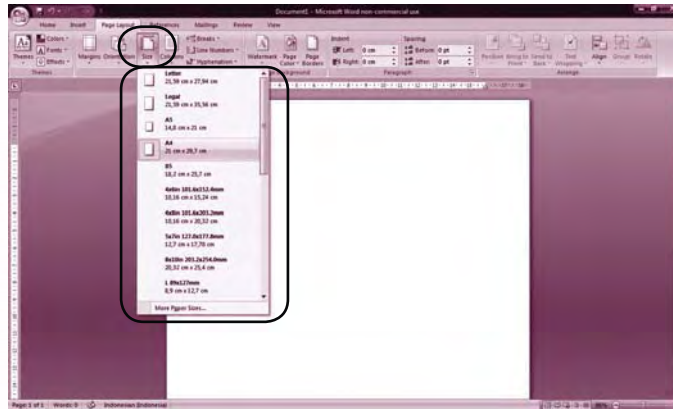 Document1 - Microsoft Word non-commercial use
Home Insert Page Layout References Mailings Review View
Themes
Colors
Fonts
Effects
Margins Orientation Size Columns
Breaks
Line Numbers
Hyphenation
Watermark Page Color Page Borders
Indent
Left: 0 cm
Right: 0 cm
Spacing
Before: 0 pt
After: 0 pt
Position Bring to Front Send to Back Text Wrapping Align Group Rotate
Themes Background Paragraph Arrange
Letter
21,59 cm x 27,94 cm
Legal
21,59 cm x 35,56 cm
A5
14,8 cm x 21 cm
A4
21 cm x 29,7 cm
B5
18,2 cm x 25,7 cm
4x6in 101.6x152.4mm
10,16 cm x 15,24 cm
4x8in 101.6x203.2mm
10,16 cm x 20,32 cm
5x7in 127.0x177.8mm
12,7 cm x 17,78 cm
8x10in 203.2x254.0mm
20,32 cm x 25,4 cm
L 89x127mm
8,9 cm x 12,7 cm
More Paper Sizes...
Page: 1 of 1 Words: 0 Indonesian (Indonesia)